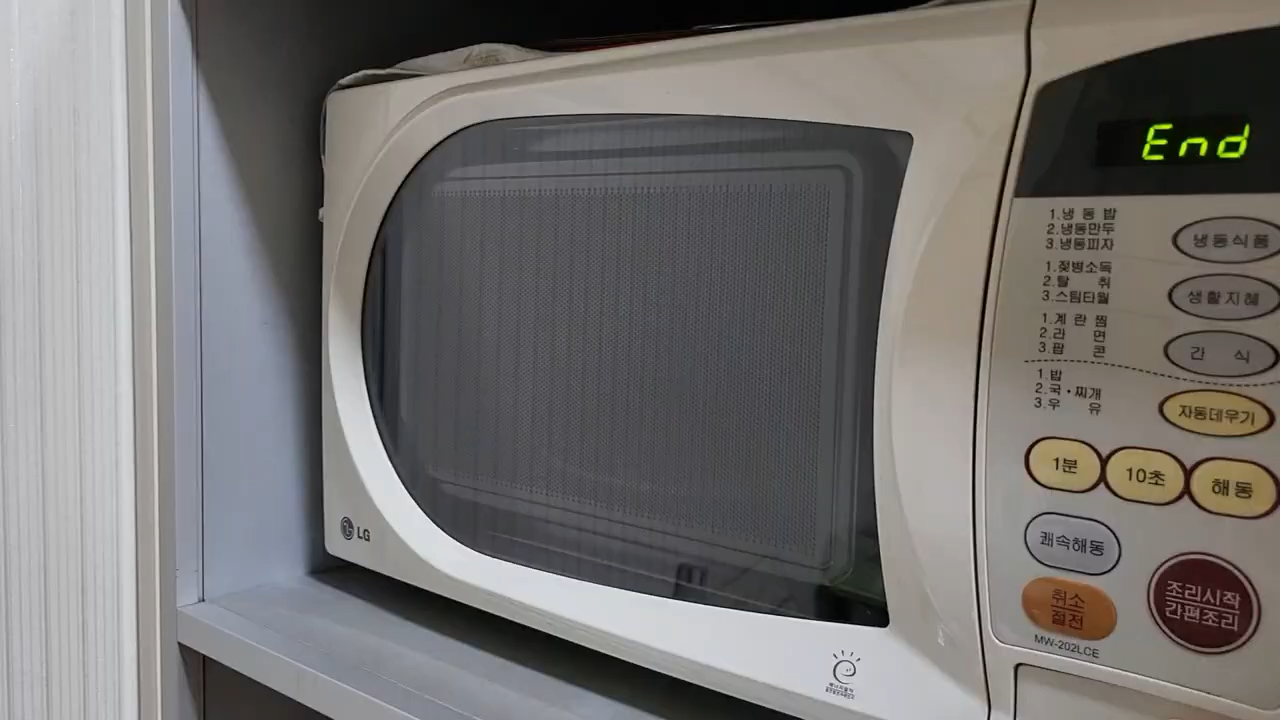 End
1.냉 동 밥
2.냉동만두
3.냉동피자
냉동식품
1.젖병소독
2.탈 취
3.스팀타월
생활지혜
1.계 란 찜
2.라 면
3.팝 콘
간 식
1.밥
2.국·찌개
3.우 유
자동데우기
1분
10초
해동
쾌속해동
취소
절전
조리시작
간편조리
MW-202LCE
LG